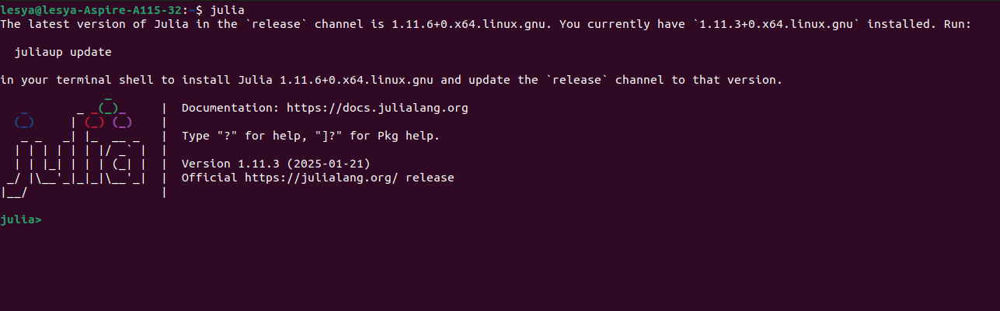 lesya@lesya-Aspire-A115-32:~$ julia
The latest version of Julia in the `release` channel is 1.11.6+0.x64.linux.gnu. You currently have `1.11.3+0.x64.linux.gnu` installed. Run:

  juliaup update

in your terminal shell to install Julia 1.11.6+0.x64.linux.gnu and update the `release` channel to that version.
               _
   _       _ _(_)_     |  Documentation: https://docs.julialang.org
  (_)     | (_) (_)    |
   _ _   _| |_  __ _   |  Type "?" for help, "]?" for Pkg help.
  | | | | | | |/ _` |  |
  | | |_| | | | (_| |  |  Version 1.11.3 (2025-01-21)
 _/ |\__'_|_|_|\__'_|  |  Official https://julialang.org/ release
|__/                   |

julia>